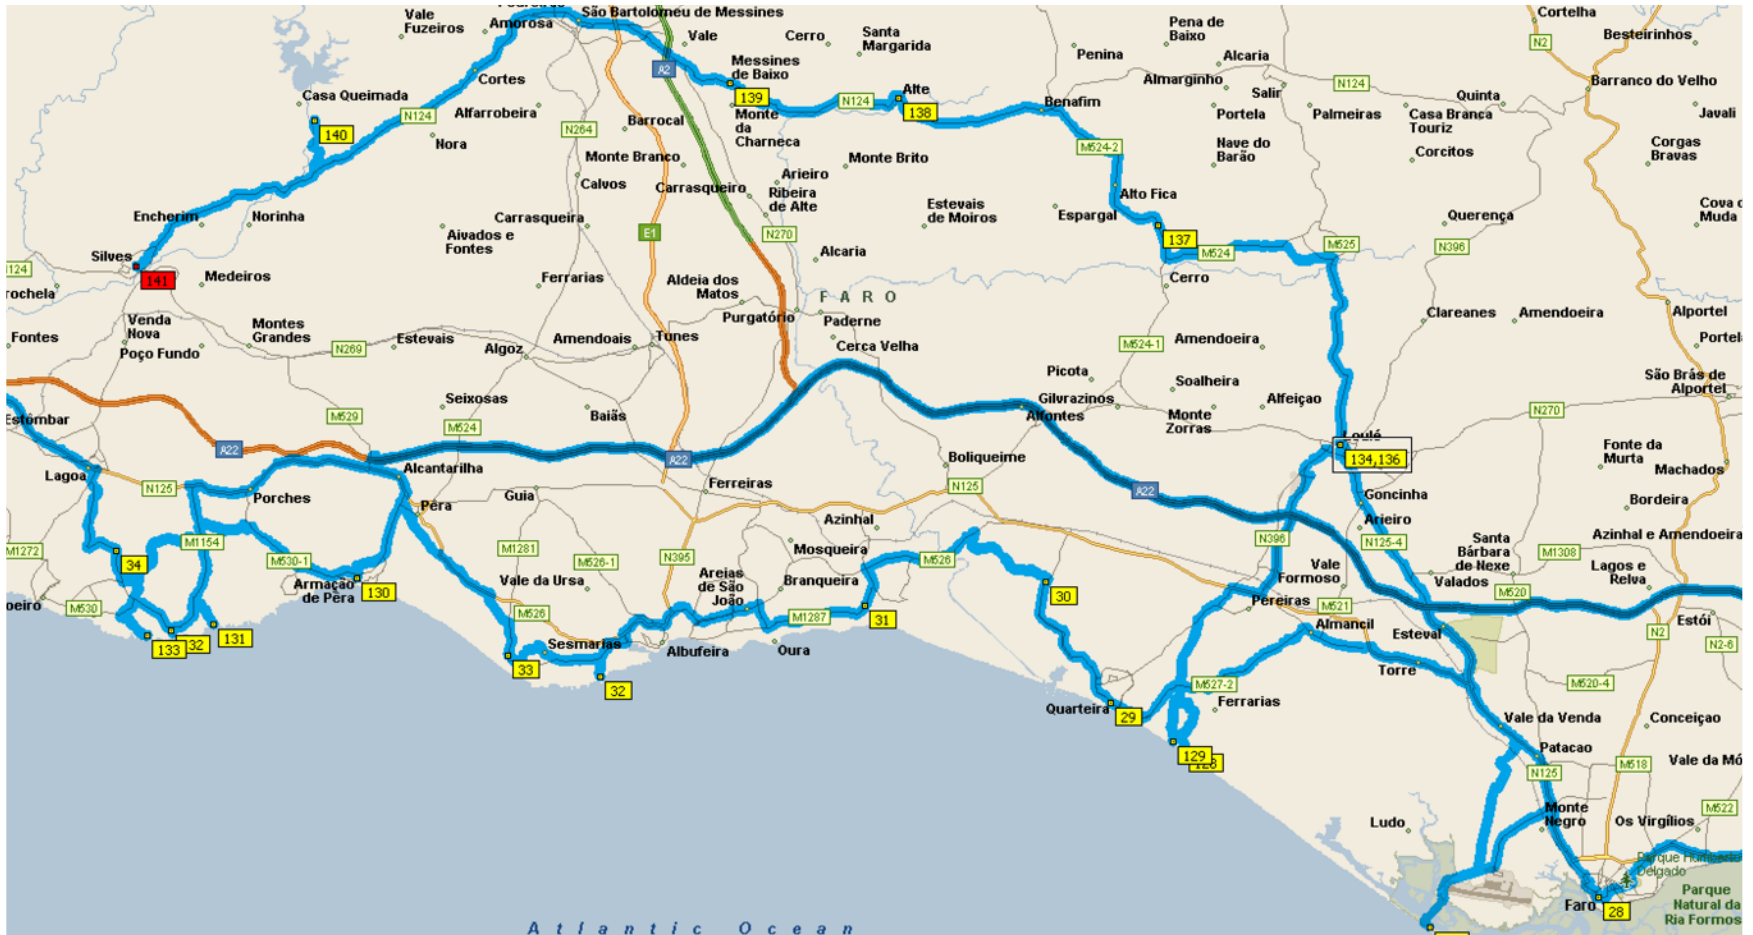 São Bartolomeu de Messines
Vale
Fuzeiros
Amorosa
Vale
Cerro
Santa
Margarida
Pena de
Baixo
Cortelha
N2
Besteirinhos
Penina
Alcaria
A2
Messines
de Baixo
Cortes
Almarginho
Salir
N124
Barranco do Velho
Casa Queimada
139
N124
Alte
138
Benafim
Quinta
Portela
Palmeiras
Casa Branca
Touriz
Javali
N124
Alfarrobeira
N264
Barrocal
Monte
da
Charneca
140
Nora
Monte Branco
Monte Brito
M524-2
Nave do
Barão
Corcitos
Corgas
Bravas
Calvos
Carrasqueiro
Arieiro
Ribeira
de Alte
Alto Fica
Encherim
Norinha
Carrasqueira
Aivados e
Fontes
E1
N270
Estevais
de Moiros
Espargal
137
Querença
N396
Cova
Muda
Silves
141
Medeiros
Alcaria
M524
M525
Cerro
124
rochela
Ferrarias
Aldeia dos
Matos
FARO
Purgatório
Paderne
Clareanes
Amendoeira
Alportel
Venda
Nova
Poço Fundo
Montes
Grandes
Fontes
N269
Estevais
Algoz
Amendoais
Tunes
Cerca Velha
M524-1
Amendoeira
Portel
Picota
Soalheira
São Brás de
Alportel
Estômbar
M529
Seixosas
M524
Baiãs
Gilvrazinos
Alfontes
Monte
Zorras
Alfeição
N270
A22
A22
Loulé
134,136
Fonte da
Murta
Machados
Lagoa
N125
Porches
Alcantarilha
Boliqueime
Guia
Ferreiras
N125
A22
Goncinha
Bordeira
Pêra
Azinhal
Arieiro
M1272
34
M1154
M530-1
M1281
M526-1
N395
Mosqueira
M526
N396
N125-4
Santa
Bárbara
de Nexe
Azinhal e Amendoeira
M1308
Armação
de Pêra
130
Vale da Ursa
Areias
de São
João
Branqueira
30
Vale
Formoso
Valados
Lagos e
Relva
M520
oeiro
M530
M526
M1287
31
Pereiras
M521
Almancil
Esteval
Estói
N2
N2-6
133
32
131
33
Sesmarias
Albufeira
Oura
32
Torre
M520-4
Quarteira
29
M527-2
Ferrarias
Vale da Venda
Conceição
129
128
Patacao
N125
M518
Vale da Mó
Monte
Negro
M522
Ludo
Os Virgílios
Parque Humberto
Delgado
Faro
28
Parque
Natural da
Ria Formos
Atlantic Ocean